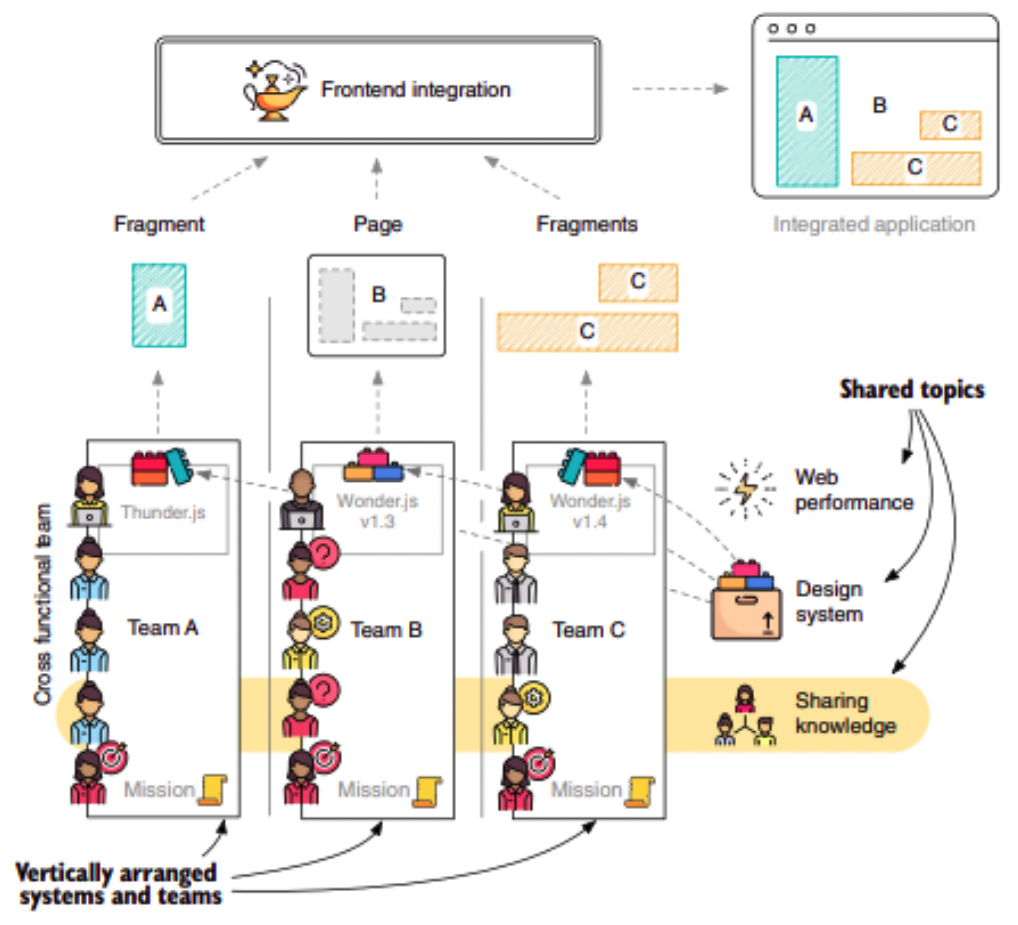 Frontend integration
A
B
C
C
Integrated application
Fragment
Page
Fragments
A
B
C
C
Shared topics
Web
performance
Design
system
Sharing
knowledge
Cross functional team
Thunder.js
Wonder.js
v1.3
Wonder.js
v1.4
?
Team A
Team B
Team C
?
Mission
Mission
Mission
Vertically arranged
systems and teams